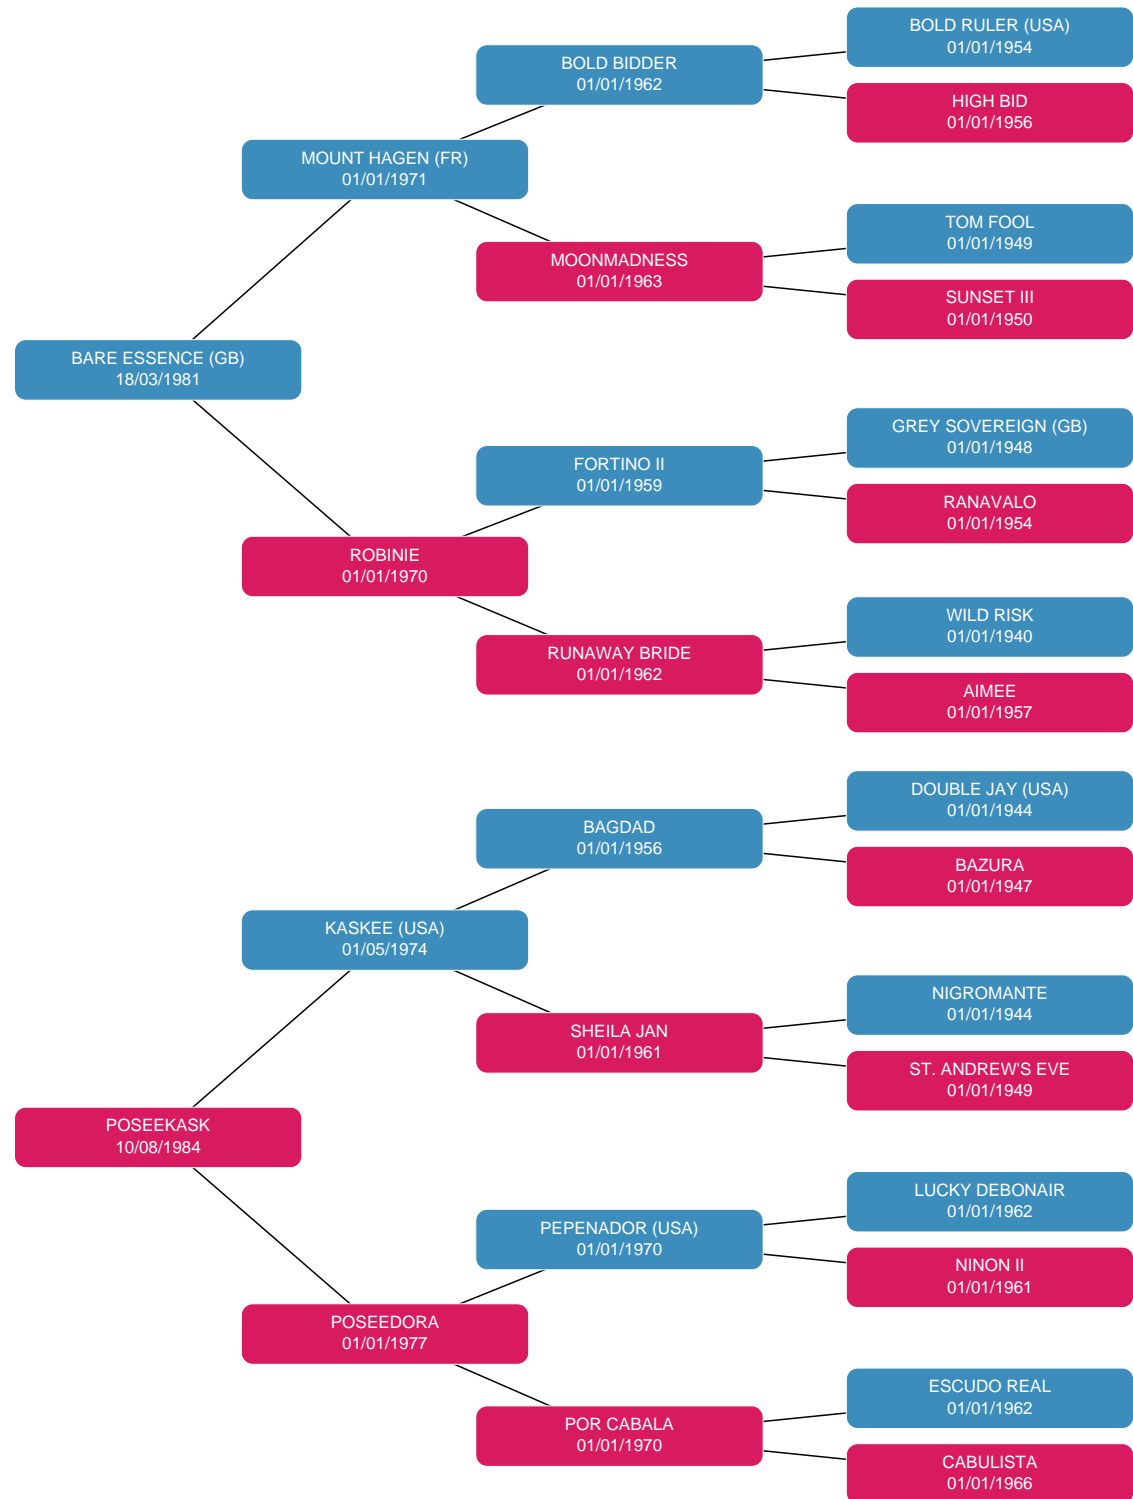 BOLD RULER (USA)
01/01/1954
BOLD BIDDER
01/01/1962
HIGH BID
01/01/1956
MOUNT HAGEN (FR)
01/01/1971
TOM FOOL
01/01/1949
MOONMADNESS
01/01/1963
SUNSET III
01/01/1950
BARE ESSENCE (GB)
18/03/1981
GREY SOVEREIGN (GB)
01/01/1948
FORTINO II
01/01/1959
RANAVALO
01/01/1954
ROBINIE
01/01/1970
WILD RISK
01/01/1940
RUNAWAY BRIDE
01/01/1962
AIMEE
01/01/1957
DOUBLE JAY (USA)
01/01/1944
BAGDAD
01/01/1956
BAZURA
01/01/1947
KASKEE (USA)
01/05/1974
NIGROMANTE
01/01/1944
SHEILA JAN
01/01/1961
ST. ANDREW'S EVE
01/01/1949
POSEEKASK
10/08/1984
LUCKY DEBONAIR
01/01/1962
PEPENADOR (USA)
01/01/1970
NINON II
01/01/1961
POSEEDORA
01/01/1977
ESCUDO REAL
01/01/1962
POR CABALA
01/01/1970
CABULISTA
01/01/1966